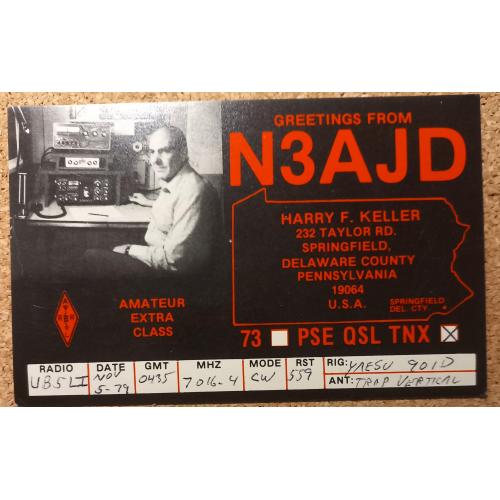 GREETINGS FROM
N3AJD
HARRY F. KELLER
232 TAYLOR RD.
SPRINGFIELD,
DELAWARE COUNTY
PENNSYLVANIA
19064
U.S.A.
SPRINGFIELD
DEL. CTY.
AMATEUR
EXTRA
CLASS
73 PSE QSL TNX
RADIO DATE GMT MHZ MODE RST RIG: YAESU 901D
UB5LI NOV 5-79 0435 7016.4 CW 559 ANT: TRAP VERTICAL